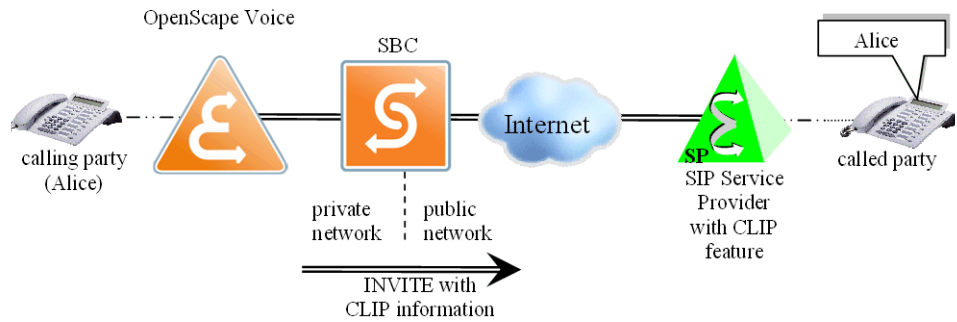 OpenScape Voice
SBC
Alice
Internet
SP
calling party
(Alice)
called party
SIP Service
Provider
with CLIP
feature
private
network
public
network
INVITE with
CLIP information